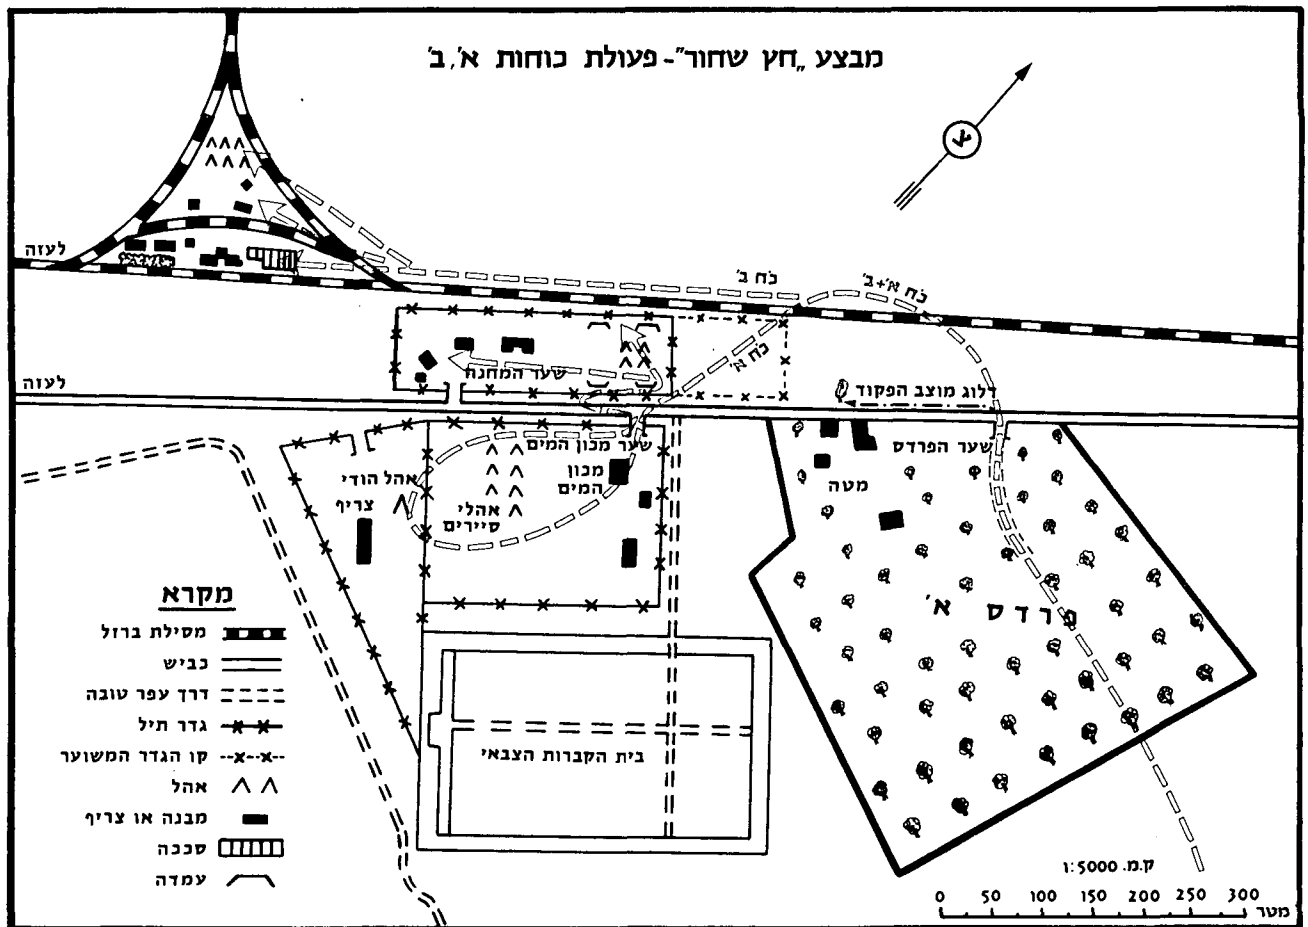 מבצע „חץ שחור"- פעולת כוחות א', ב'
לעזה
כח ב'
כח א'+ב'
כח א'
שער המחנה
לעזה
דלוג מוצב הפקוד
שער מכון המים
שער הפרדס
מכון
המים
מטה
אהל הודי
צריף
אהלי
סיירים
פרדס א'
מקרא
מסילת ברזל
כביש
דרך עפר טובה
גדר תיל
קו הגדר המשוער
אהל
מבנה או צריף
סככה
עמדה
בית הקברות הצבאי
ק.מ. 1:5000
0 50 100 150 200 250 300
מטר